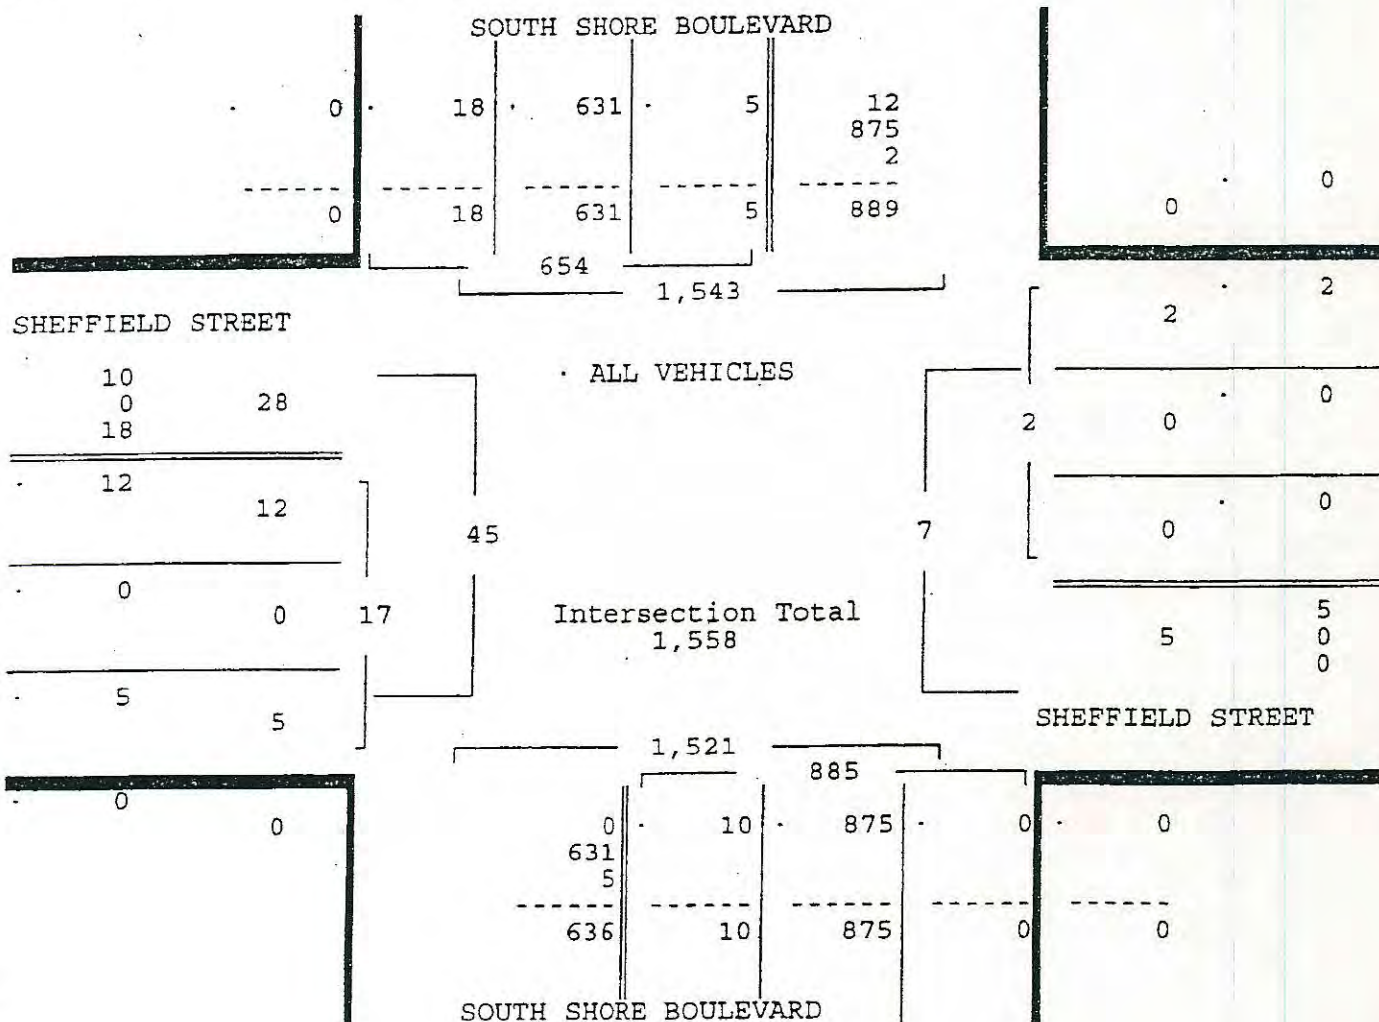 SOUTH SHORE BOULEVARD
0 18 631 5 12
875
2
------ ------ ------ ------ ------
0 18 631 5 889
0
0
654
1,543
2
2
SHEFFIELD STREET
ALL VEHICLES
10
0 28
18
0
2 0
12
12
0
0
45
7
0
0
17
Intersection Total
1,558
5
5 0
0
5
5
SHEFFIELD STREET
1,521
885
0
0
0 10 875 0 0
631
5
------ ------ ------ ------ ------
636 10 875 0 0
SOUTH SHORE BOULEVARD